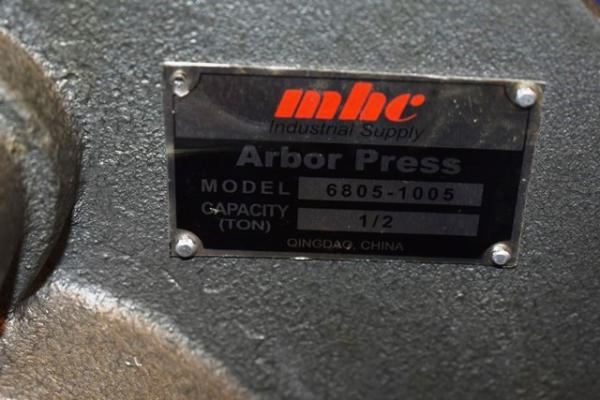 mhc
Industrial Supply
Arbor Press
MODEL 6805-1005
CAPACITY (TON) 1/2
QINGDAO, CHINA